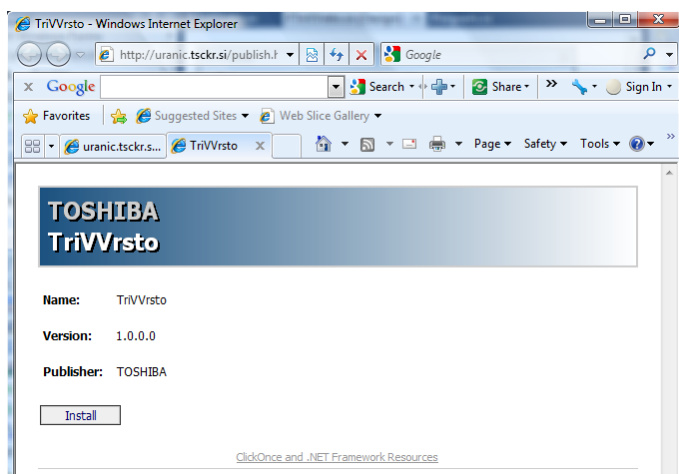 TriVVrsto - Windows Internet Explorer
http://uranic.tsckr.si/publish.h Google
x Google Search Share Sign In
Favorites Suggested Sites Web Slice Gallery
uranic.tsckr.s... TriVVrsto x Page Safety Tools
TOSHIBA
TriVVrsto
Name: TriVVrsto
Version: 1.0.0.0
Publisher: TOSHIBA
Install
ClickOnce and .NET Framework Resources